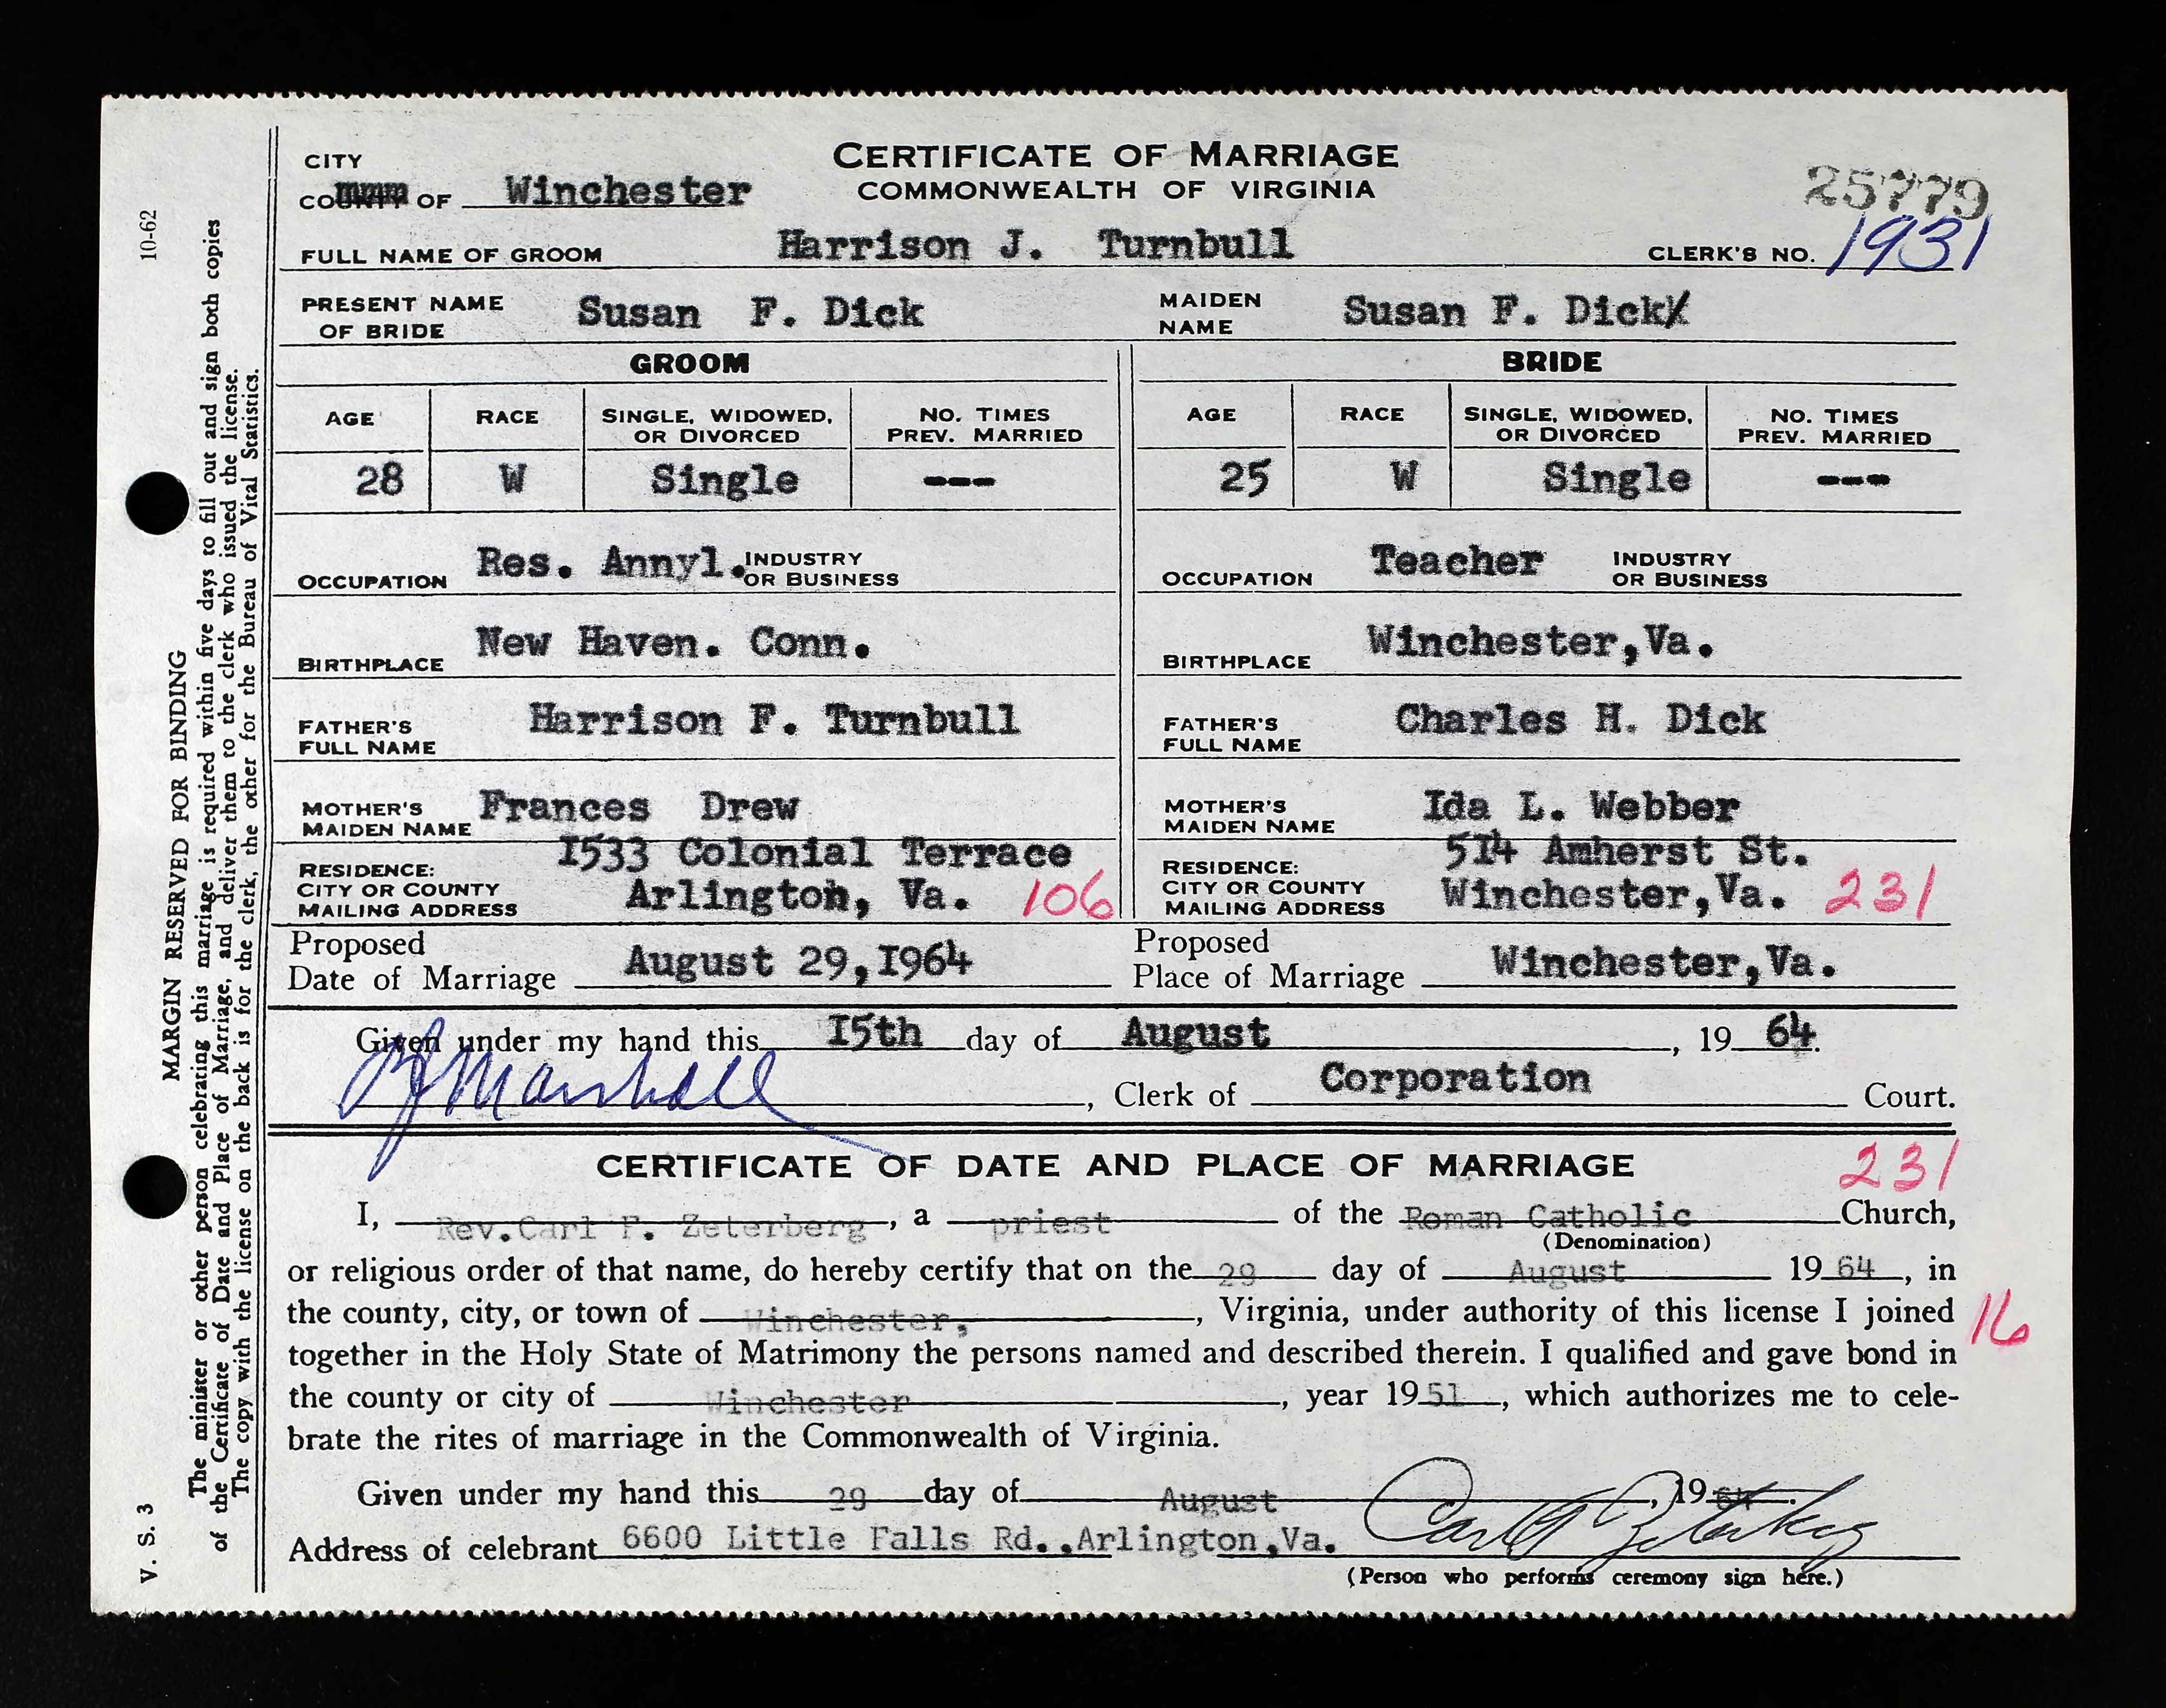 CERTIFICATE OF MARRIAGE
COMMONWEALTH OF VIRGINIA
CITY
COUNTY OF Winchester
25779
FULL NAME OF GROOM Harrison J. Turnbull CLERK'S NO. 1931
PRESENT NAME OF BRIDE Susan F. Dick MAIDEN NAME Susan F. Dick
GROOM BRIDE
AGE RACE SINGLE, WIDOWED, OR DIVORCED NO. TIMES PREV. MARRIED AGE RACE SINGLE, WIDOWED, OR DIVORCED NO. TIMES PREV. MARRIED
28 W Single --- 25 W Single ---
OCCUPATION Res. Annyl. INDUSTRY OR BUSINESS OCCUPATION Teacher INDUSTRY OR BUSINESS
BIRTHPLACE New Haven. Conn. BIRTHPLACE Winchester,Va.
FATHER'S FULL NAME Harrison F. Turnbull FATHER'S FULL NAME Charles H. Dick
MOTHER'S MAIDEN NAME Frances Drew MOTHER'S MAIDEN NAME Ida L. Webber
RESIDENCE: CITY OR COUNTY MAILING ADDRESS I533 Colonial Terrace Arlington, Va. 106 RESIDENCE: CITY OR COUNTY MAILING ADDRESS 5I4 Amherst St. Winchester,Va. 231
Proposed Date of Marriage August 29,I964 Proposed Place of Marriage Winchester,Va.
Given under my hand this I5th day of August, 19 64.
Marshall, Clerk of Corporation Court.
CERTIFICATE OF DATE AND PLACE OF MARRIAGE 231
I, Rev.Carl F. Zeterberg, a priest of the Roman Catholic Church,
(Denomination)
or religious order of that name, do hereby certify that on the 29 day of August 19 64, in
the county, city, or town of Winchester, , Virginia, under authority of this license I joined 16
together in the Holy State of Matrimony the persons named and described therein. I qualified and gave bond in
the county or city of Winchester, year 19 51, which authorizes me to cele-
brate the rites of marriage in the Commonwealth of Virginia.
Given under my hand this 29 day of August, 19 64.
Address of celebrant 6600 Little Falls Rd.,Arlington,Va. Carl F Zeterberg
(Person who performs ceremony sign here.)
10-62
MARGIN RESERVED FOR BINDING
The minister or other person celebrating this marriage is required within five days to fill out and sign both copies
of the Certificate of Date and Place of Marriage, and deliver them to the clerk who issued the license.
The copy with the license on the back is for the clerk, the other for the Bureau of Vital Statistics.
V. S. 3